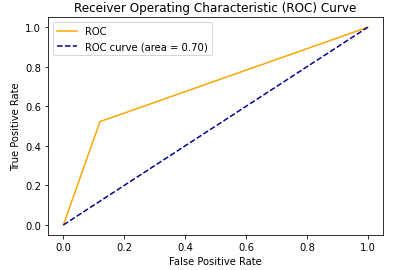 Receiver Operating Characteristic (ROC) Curve
ROC
ROC curve (area = 0.70)
True Positive Rate
1.0
0.8
0.6
0.4
0.2
0.0
0.0 0.2 0.4 0.6 0.8 1.0
False Positive Rate